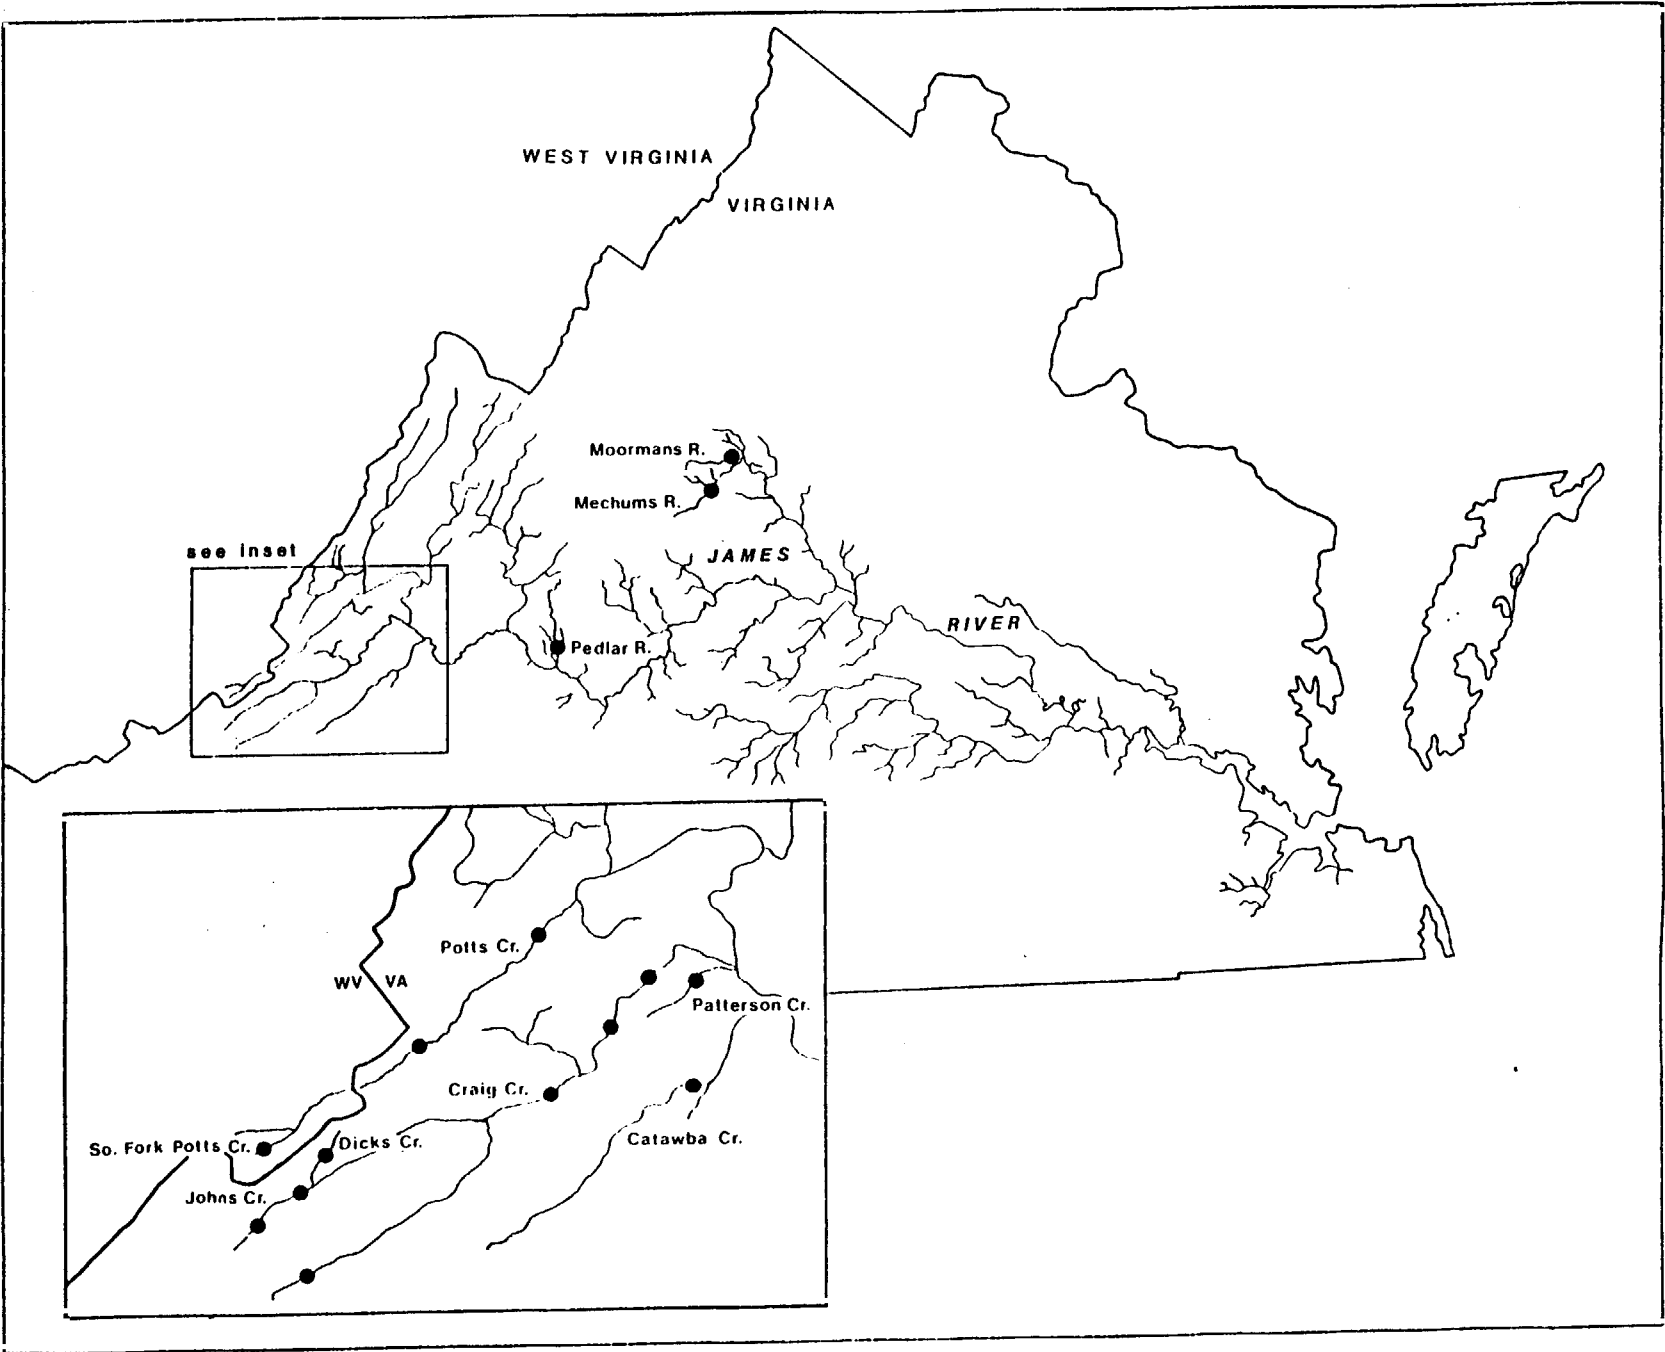 WEST VIRGINIA
VIRGINIA
Moormans R.
Mechums R.
see inset
JAMES
RIVER
Pedlar R.
Potts Cr.
WV VA
Patterson Cr.
Craig Cr.
Catawba Cr.
So. Fork Potts Cr.
Dicks Cr.
Johns Cr.